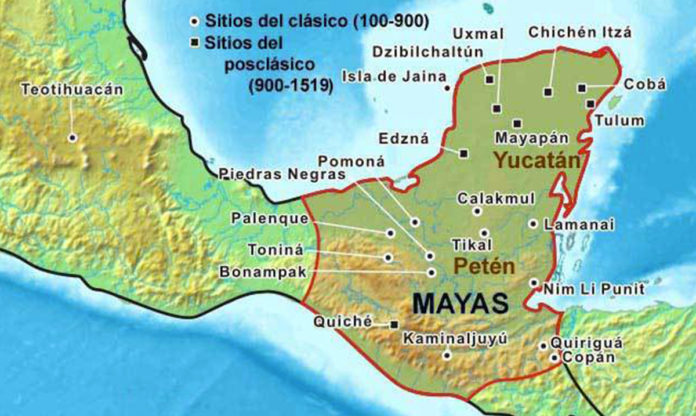 Sitios del clásico (100-900)
Sitios del
posclásico
(900-1519)
Uxmal
Chichén Itzá
Dzibilchaltún
Isla de Jaina
Cobá
Teotihuacán
Tulum
Edzná
Mayapán
Yucatán
Pomoná
Piedras Negras
Calakmul
Palenque
Lamanai
Toniná
Tikal
Petén
Bonampak
Nim Li Punit
MAYAS
Quiché
Kaminaljuyú
Quiriguá
Copán